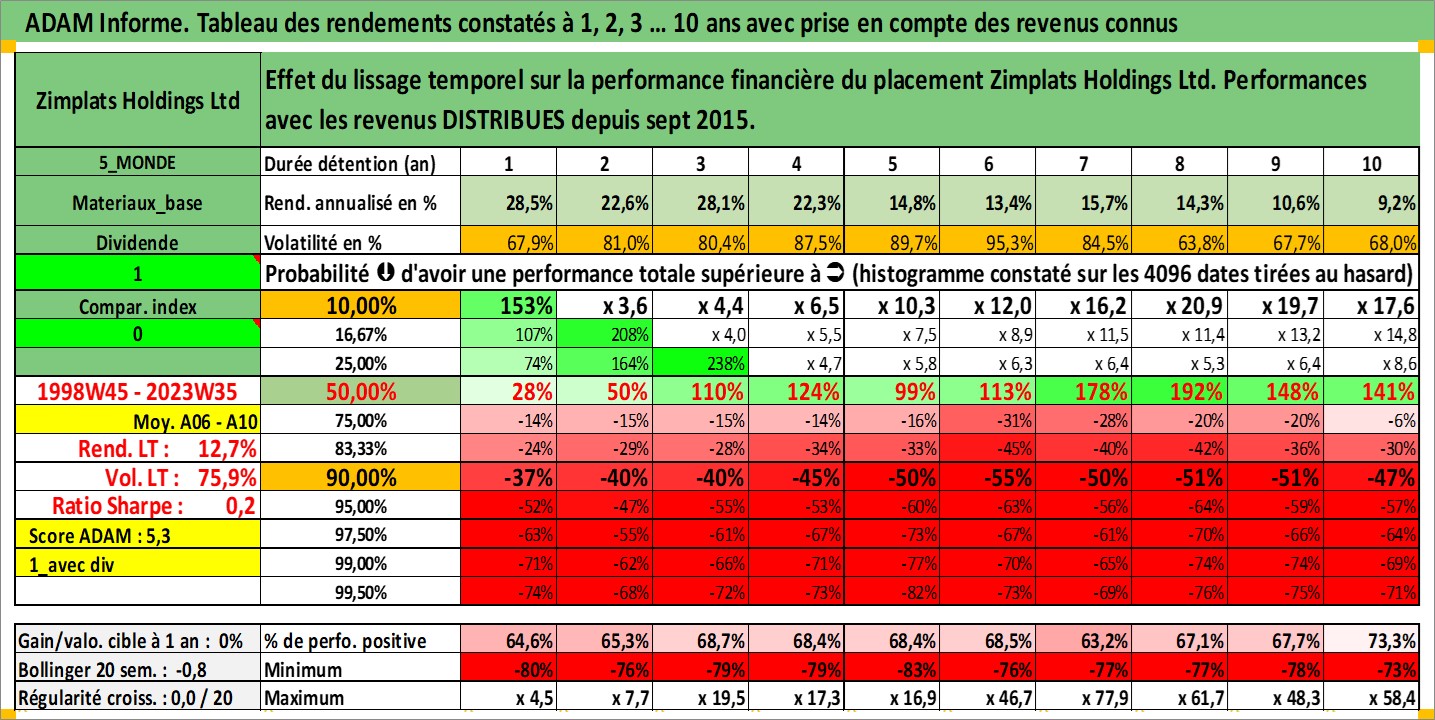 ADAM Informe. Tableau des rendements constatés à 1, 2, 3 ... 10 ans avec prise en compte des revenus connus
Zimplats Holdings Ltd
Effet du lissage temporel sur la performance financière du placement Zimplats Holdings Ltd. Performances
avec les revenus DISTRIBUES depuis sept 2015.
5_MONDE Durée détention (an) 1 2 3 4 5 6 7 8 9 10
Materiaux_base Rend. annualisé en % 28,5% 22,6% 28,1% 22,3% 14,8% 13,4% 15,7% 14,3% 10,6% 9,2%
Dividende Volatilité en % 67,9% 81,0% 80,4% 87,5% 89,7% 95,3% 84,5% 63,8% 67,7% 68,0%
1 Probabilité ⬇ d'avoir une performance totale supérieure à ➲ (histogramme constaté sur les 4096 dates tirées au hasard)
Compar. index 10,00% 153% x 3,6 x 4,4 x 6,5 x 10,3 x 12,0 x 16,2 x 20,9 x 19,7 x 17,6
0 16,67% 107% 208% x 4,0 x 5,5 x 7,5 x 8,9 x 11,5 x 11,4 x 13,2 x 14,8
25,00% 74% 164% 238% x 4,7 x 5,8 x 6,3 x 6,4 x 5,3 x 6,4 x 8,6
1998W45 - 2023W35 50,00% 28% 50% 110% 124% 99% 113% 178% 192% 148% 141%
Moy. A06 - A10 75,00% -14% -15% -15% -14% -16% -31% -28% -20% -20% -6%
Rend. LT : 12,7% 83,33% -24% -29% -28% -34% -33% -45% -40% -42% -36% -30%
Vol. LT : 75,9% 90,00% -37% -40% -40% -45% -50% -55% -50% -51% -51% -47%
Ratio Sharpe : 0,2 95,00% -52% -47% -55% -53% -60% -63% -56% -64% -59% -57%
Score ADAM : 5,3 97,50% -63% -55% -61% -67% -73% -67% -61% -70% -66% -64%
1_avec div 99,00% -71% -62% -66% -71% -77% -70% -65% -74% -74% -69%
99,50% -74% -68% -72% -73% -82% -73% -69% -76% -75% -71%
Gain/valo. cible à 1 an : 0% % de perfo. positive 64,6% 65,3% 68,7% 68,4% 68,4% 68,5% 63,2% 67,1% 67,7% 73,3%
Bollinger 20 sem. : -0,8 Minimum -80% -76% -79% -79% -83% -76% -77% -77% -78% -73%
Régularité croiss. : 0,0 / 20 Maximum x 4,5 x 7,7 x 19,5 x 17,3 x 16,9 x 46,7 x 77,9 x 61,7 x 48,3 x 58,4